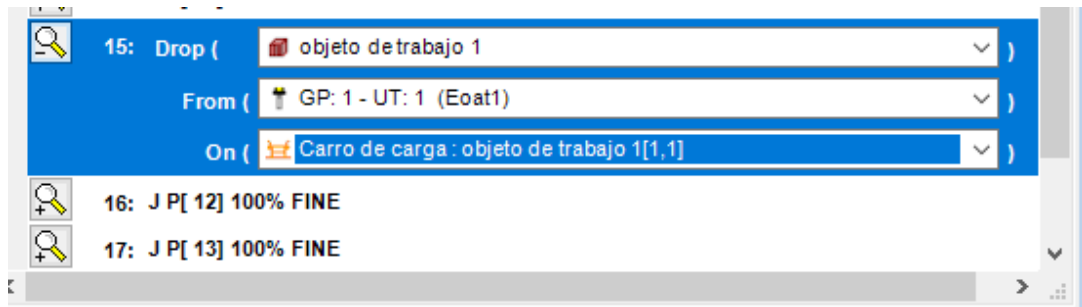 15: Drop ( objeto de trabajo 1 )
From ( GP: 1 - UT: 1 (Eoat1) )
On ( Carro de carga : objeto de trabajo 1[1,1] )
16: J P[ 12] 100% FINE
17: J P[ 13] 100% FINE